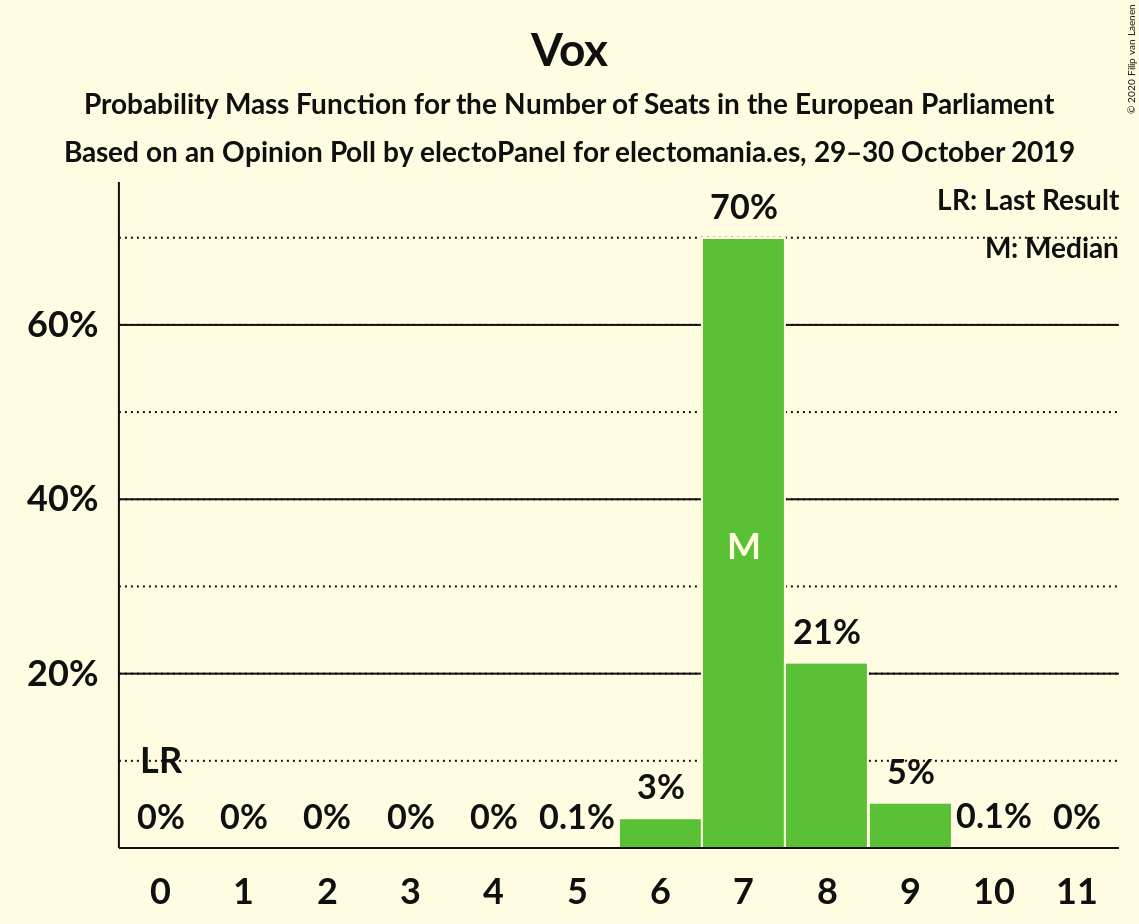 Vox
Probability Mass Function for the Number of Seats in the European Parliament
Based on an Opinion Poll by electoPanel for electomania.es, 29–30 October 2019
© 2020 Filip van Laenen
LR: Last Result
M: Median
70%
60%
40%
M
21%
20%
LR
0%
0%
0%
0%
0%
0.1%
3%
5%
0.1%
0%
0 1 2 3 4 5 6 7 8 9 10 11